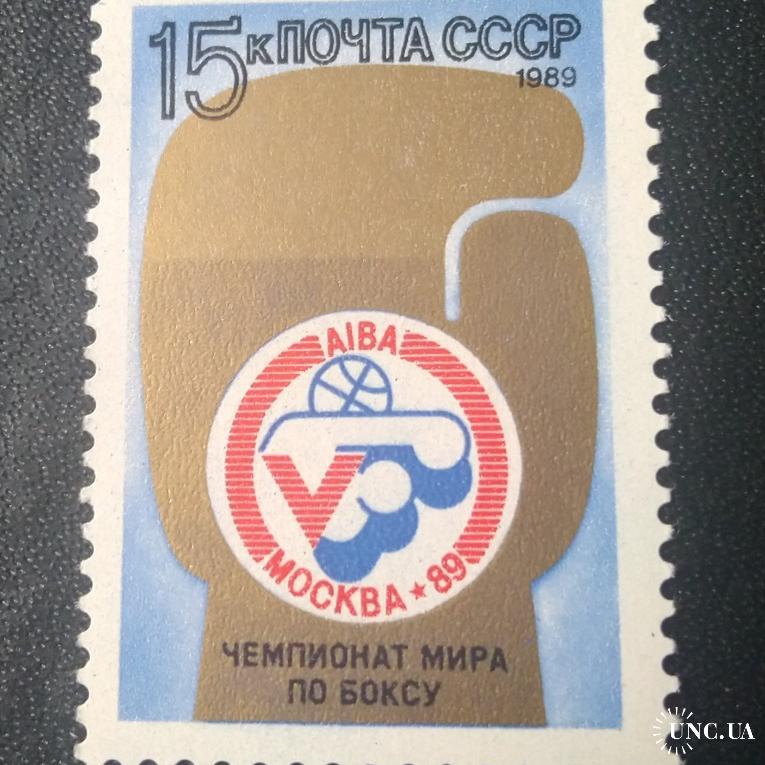 15к ПОЧТА СССР
1989
AIBA
V
МОСКВА ★ 89
ЧЕМПИОНАТ МИРА
ПО БОКСУ
UNC.UA